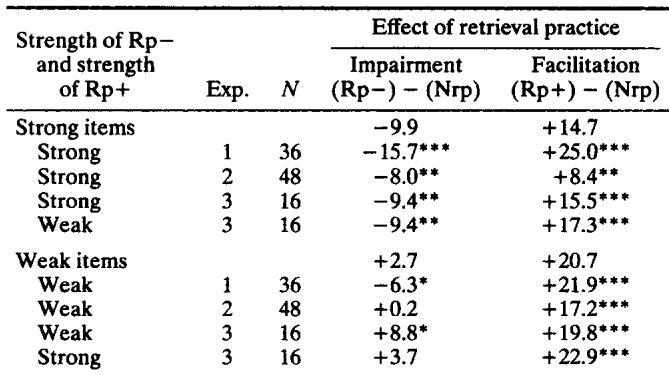 Effect of retrieval practice
Strength of Rp−
and strength Impairment Facilitation
of Rp+ Exp. N (Rp−) − (Nrp) (Rp+) − (Nrp)
Strong items −9.9 +14.7
Strong 1 36 −15.7*** +25.0***
Strong 2 48 −8.0** +8.4**
Strong 3 16 −9.4** +15.5***
Weak 3 16 −9.4** +17.3***
Weak items +2.7 +20.7
Weak 1 36 −6.3* +21.9***
Weak 2 48 +0.2 +17.2***
Weak 3 16 +8.8* +19.8***
Strong 3 16 +3.7 +22.9***